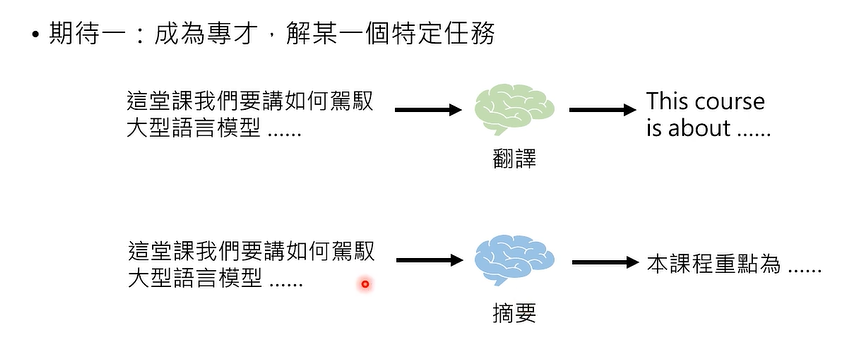 • 期待一：成為專才，解某一個特定任務
這堂課我們要講如何駕馭
大型語言模型 ......
This course
is about ......
翻譯
這堂課我們要講如何駕馭
大型語言模型 ......
本課程重點為 ......
摘要